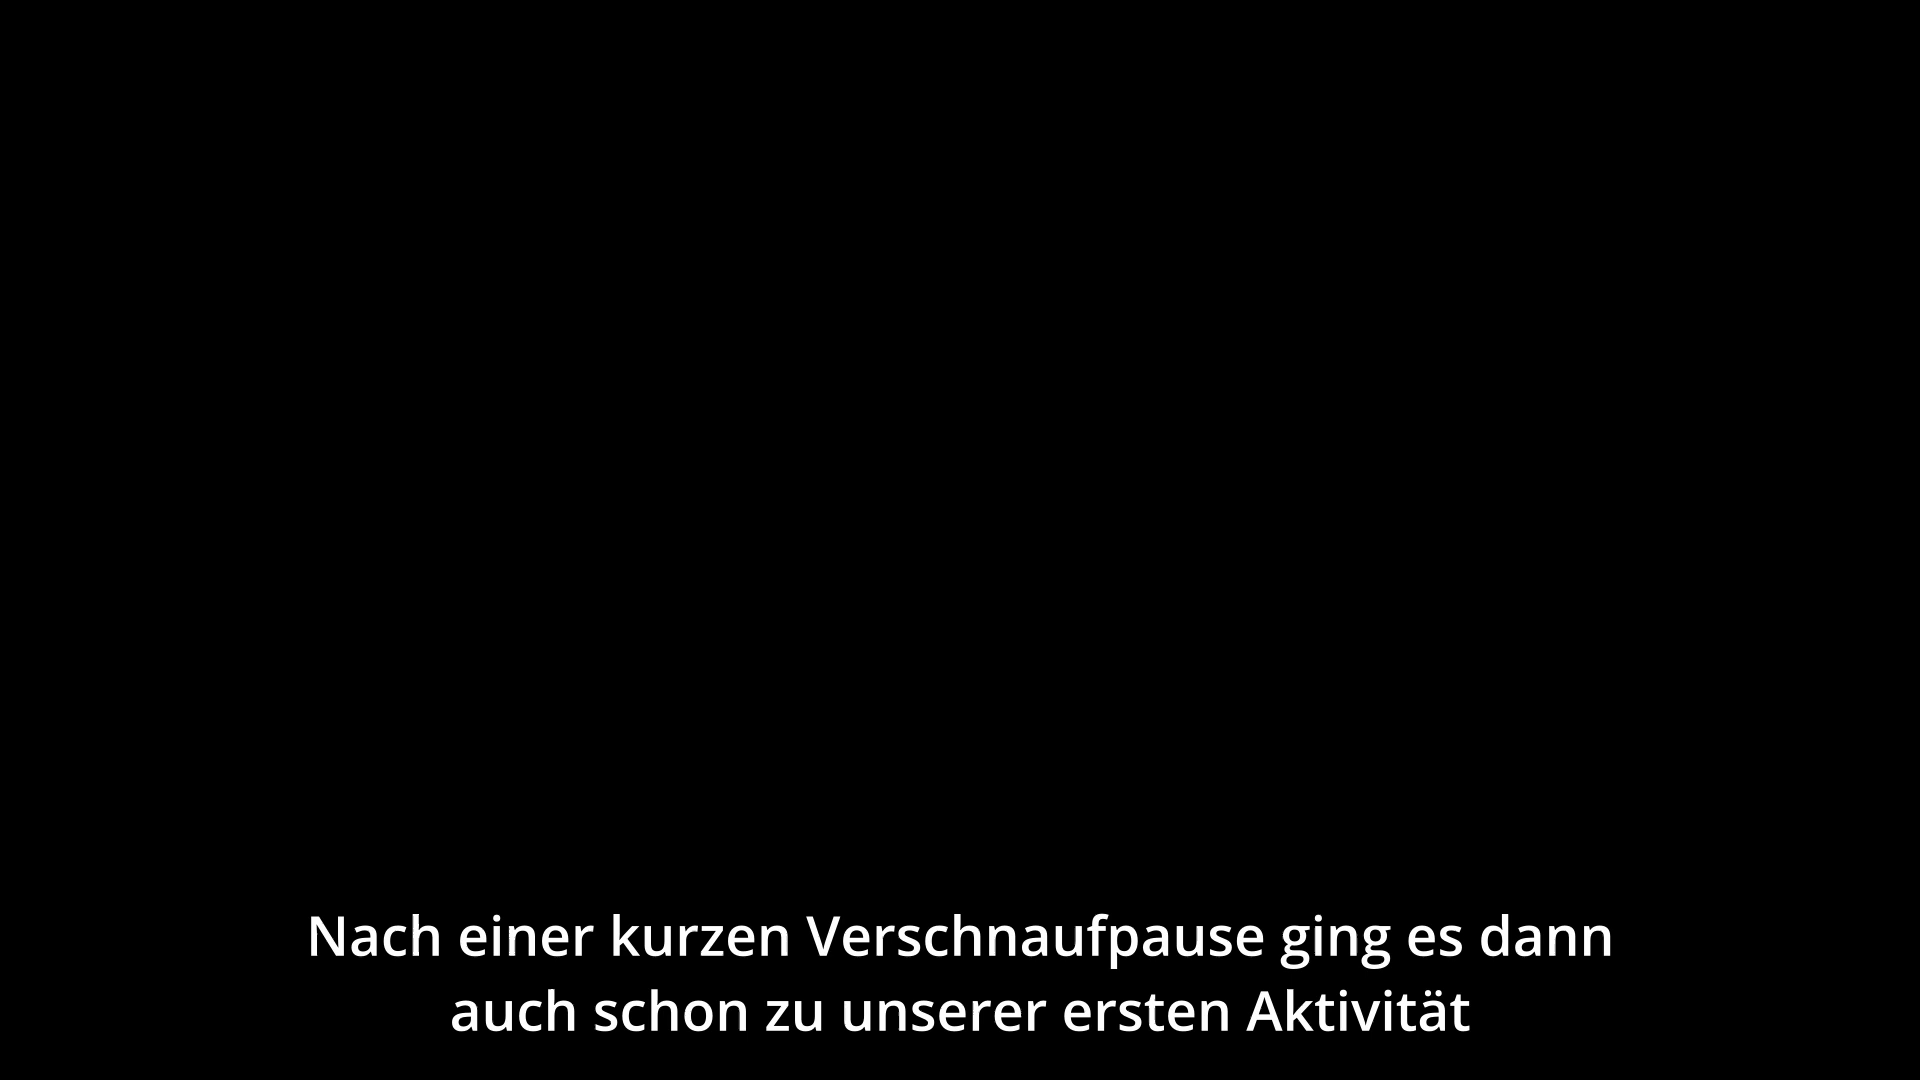 Nach einer kurzen Verschnaufpause ging es dann
auch schon zu unserer ersten Aktivität